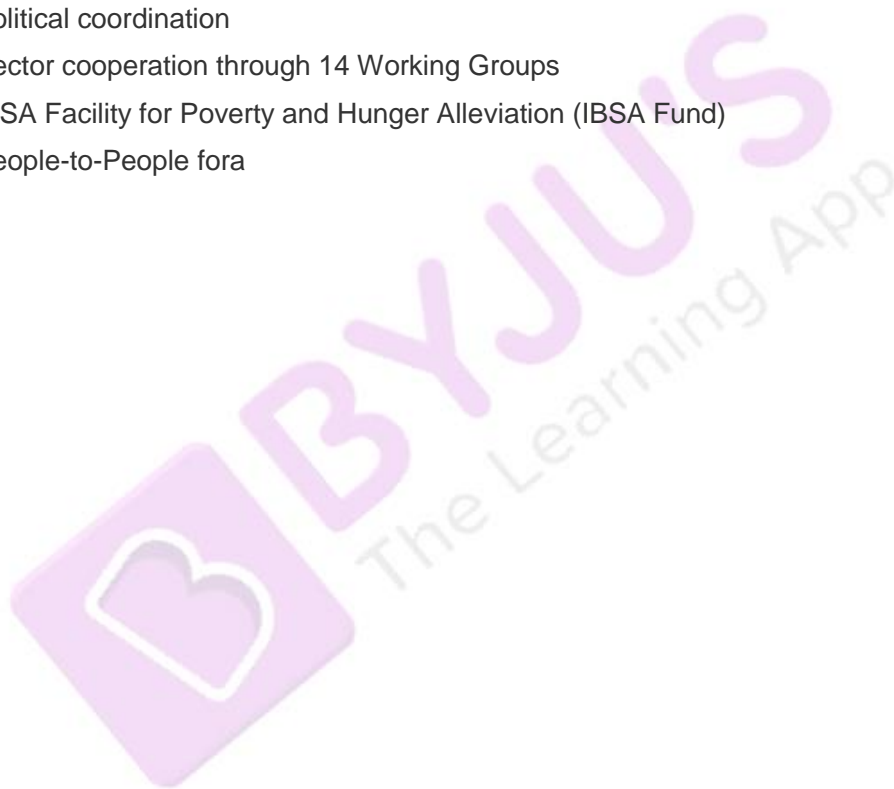 olitical coordination
ector cooperation through 14 Working Groups
SA Facility for Poverty and Hunger Alleviation (IBSA Fund)
eople-to-People fora
BYJU'S
The Learning App